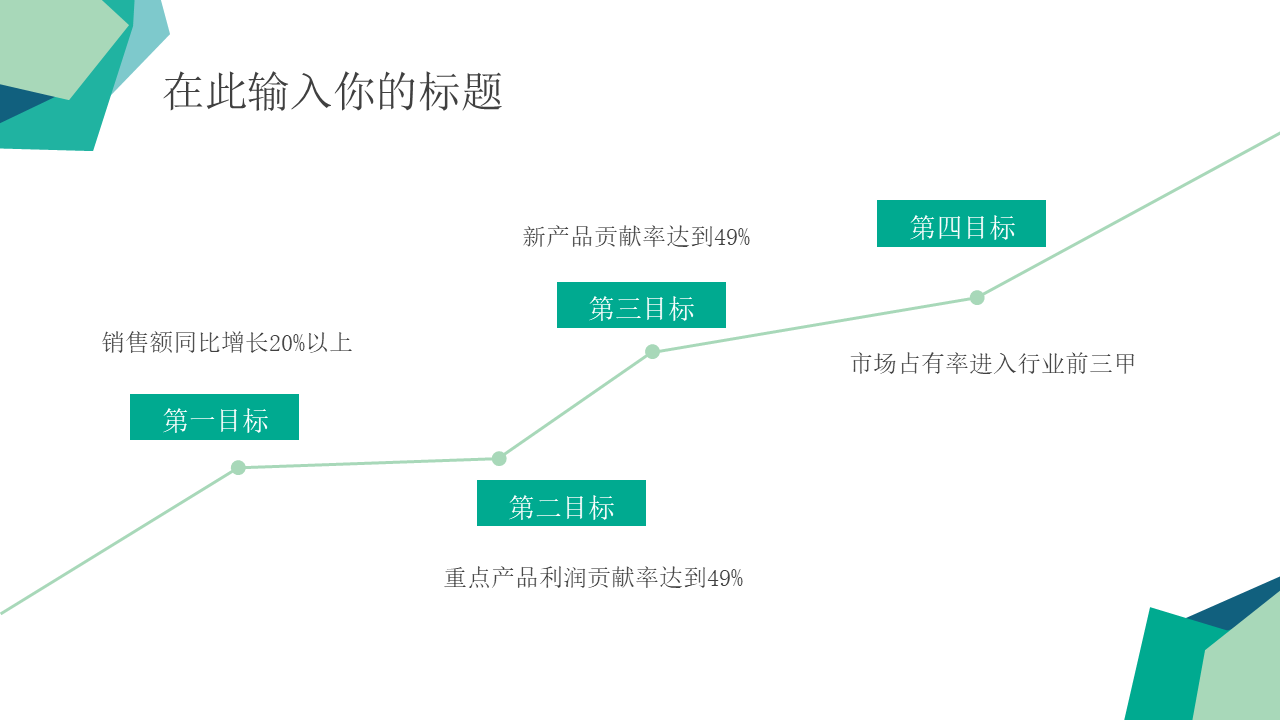 在此输入你的标题
销售额同比增长20%以上
第一目标
第二目标
重点产品利润贡献率达到49%
新产品贡献率达到49%
第三目标
第四目标
市场占有率进入行业前三甲